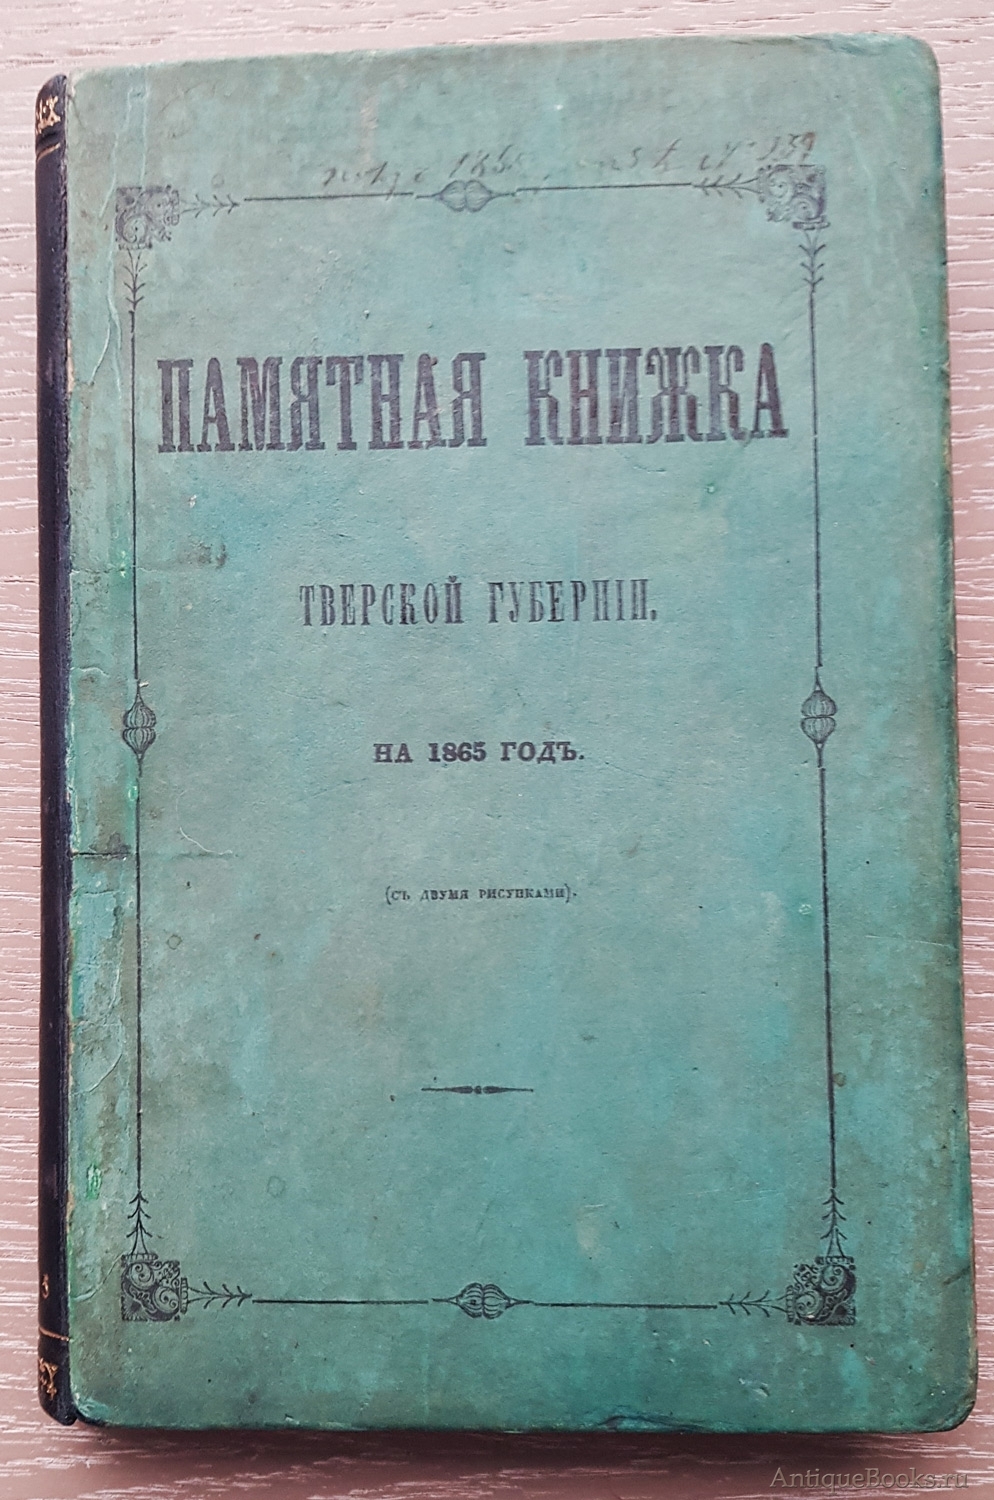 ПАМЯТНАЯ КНИЖКА
ТВЕРСКОЙ ГУБЕРНІИ,
НА 1865 ГОДЪ.
(СЪ ДВУМЯ РИСУНКАМИ).
AntiqueBooks.ru